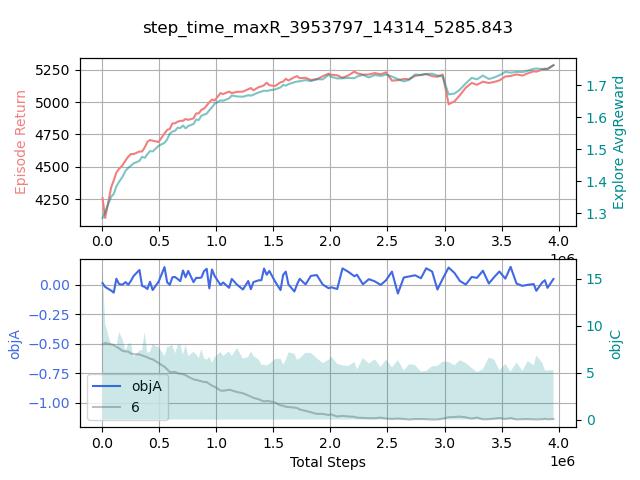 step_time_maxR_3953797_14314_5285.843
5250
5000
4750
4500
4250
Episode Return
1.7
1.6
1.5
1.4
1.3
Explore AvgReward
0.0 0.5 1.0 1.5 2.0 2.5 3.0 3.5 4.0
1e6
0.00
−0.25
−0.50
−0.75
−1.00
objA
15
10
5
0
objC
objA
6
0.0 0.5 1.0 1.5 2.0 2.5 3.0 3.5 4.0
Total Steps
1e6